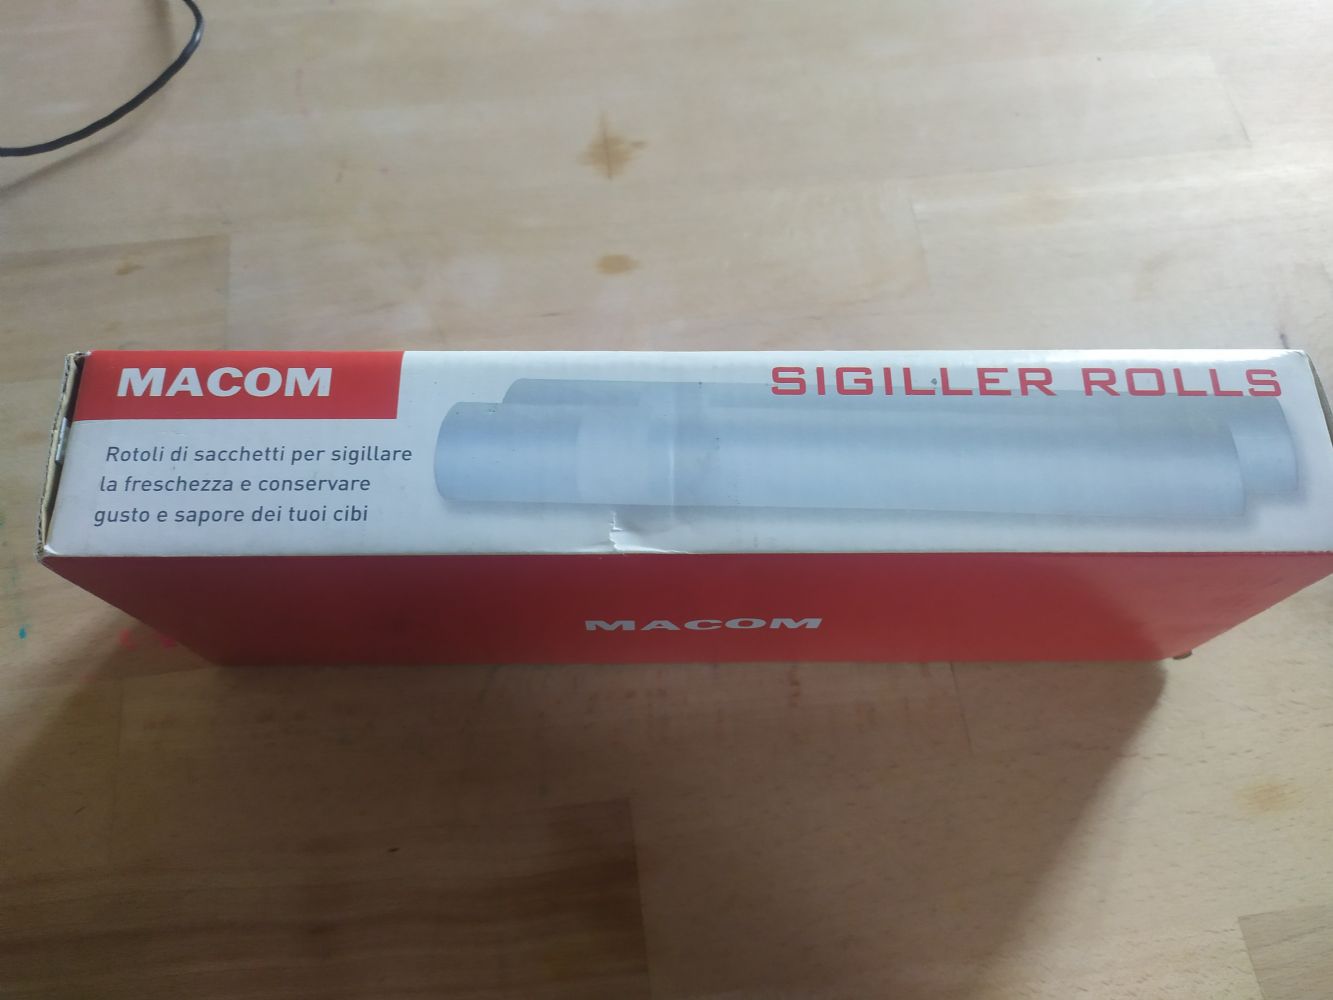 MACOM
SIGILLER ROLLS
Rotoli di sacchetti per sigillare
la freschezza e conservare
gusto e sapore dei tuoi cibi
MACOM